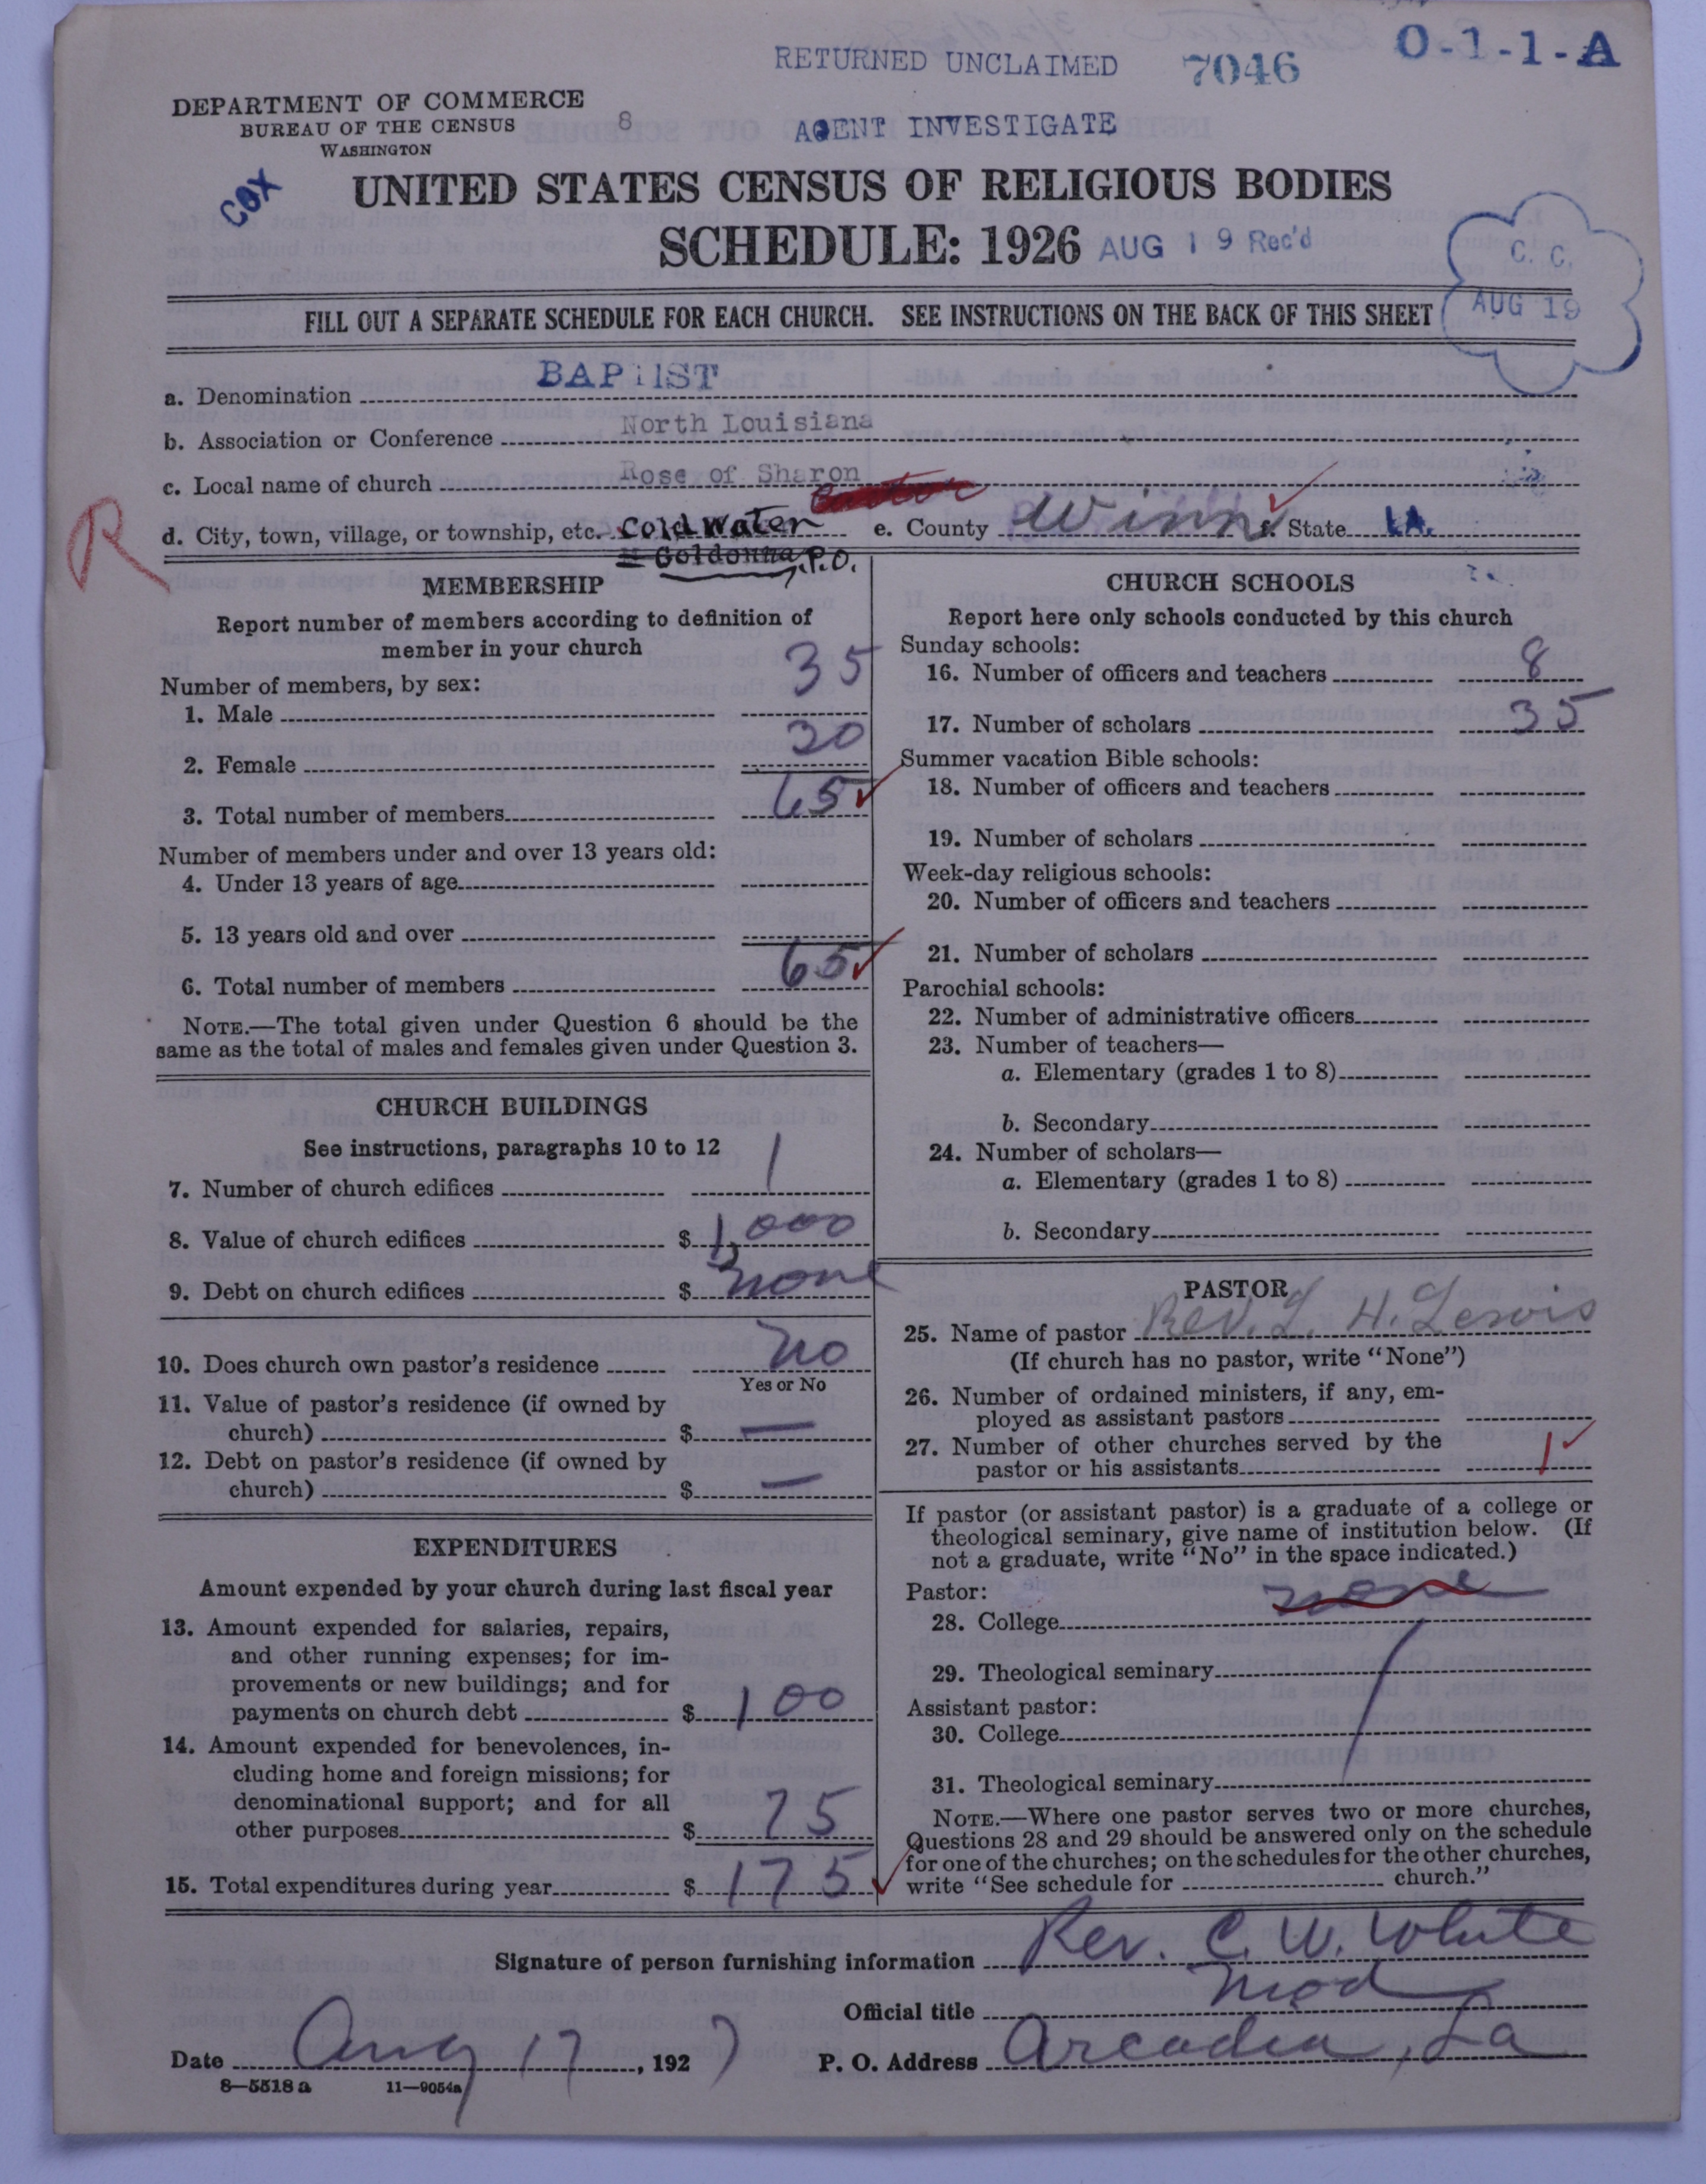 RETURNED UNCLAIMED 7046 O-1-1-A
DEPARTMENT OF COMMERCE
BUREAU OF THE CENSUS 8 AGENT INVESTIGATE
WASHINGTON
COX
UNITED STATES CENSUS OF RELIGIOUS BODIES
SCHEDULE: 1926 AUG 19 Rec'd
C. C.
AUG 19
FILL OUT A SEPARATE SCHEDULE FOR EACH CHURCH. SEE INSTRUCTIONS ON THE BACK OF THIS SHEET
a. Denomination BAPTIST
b. Association or Conference North Louisiana
c. Local name of church Rose of Sharon
R
d. City, town, village, or township, etc. Cold Water e. County Winn f. State LA.
Goldonna, P.O.
MEMBERSHIP
Report number of members according to definition of
member in your church
Number of members, by sex:
1. Male 35
2. Female 30
3. Total number of members 65
Number of members under and over 13 years old:
4. Under 13 years of age
5. 13 years old and over
6. Total number of members 65
NOTE.—The total given under Question 6 should be the
same as the total of males and females given under Question 3.
CHURCH BUILDINGS
See instructions, paragraphs 10 to 12
7. Number of church edifices 1
8. Value of church edifices $ 1,000
9. Debt on church edifices $ none
10. Does church own pastor's residence No
Yes or No
11. Value of pastor's residence (if owned by
church) $ —
12. Debt on pastor's residence (if owned by
church) $ —
EXPENDITURES
Amount expended by your church during last fiscal year
13. Amount expended for salaries, repairs,
and other running expenses; for im-
provements or new buildings; and for
payments on church debt $ 100
14. Amount expended for benevolences, in-
cluding home and foreign missions; for
denominational support; and for all
other purposes $ 75
15. Total expenditures during year $ 175
CHURCH SCHOOLS
Report here only schools conducted by this church
Sunday schools:
16. Number of officers and teachers 8
17. Number of scholars 35
Summer vacation Bible schools:
18. Number of officers and teachers
19. Number of scholars
Week-day religious schools:
20. Number of officers and teachers
21. Number of scholars
Parochial schools:
22. Number of administrative officers
23. Number of teachers—
a. Elementary (grades 1 to 8)
b. Secondary
24. Number of scholars—
a. Elementary (grades 1 to 8)
b. Secondary
PASTOR
25. Name of pastor Rev. L. H. Lewis
(If church has no pastor, write "None")
26. Number of ordained ministers, if any, em-
ployed as assistant pastors
27. Number of other churches served by the
pastor or his assistants 1
If pastor (or assistant pastor) is a graduate of a college or
theological seminary, give name of institution below. (If
not a graduate, write "No" in the space indicated.)
Pastor: none
28. College
29. Theological seminary
Assistant pastor:
30. College
31. Theological seminary
NOTE.—Where one pastor serves two or more churches,
Questions 28 and 29 should be answered only on the schedule
for one of the churches; on the schedules for the other churches,
write "See schedule for church."
Signature of person furnishing information Rev. C. W. White
Official title Mod
Date Aug 17, 1927 P. O. Address Arcadia, La
8—5518 a 11—9054a